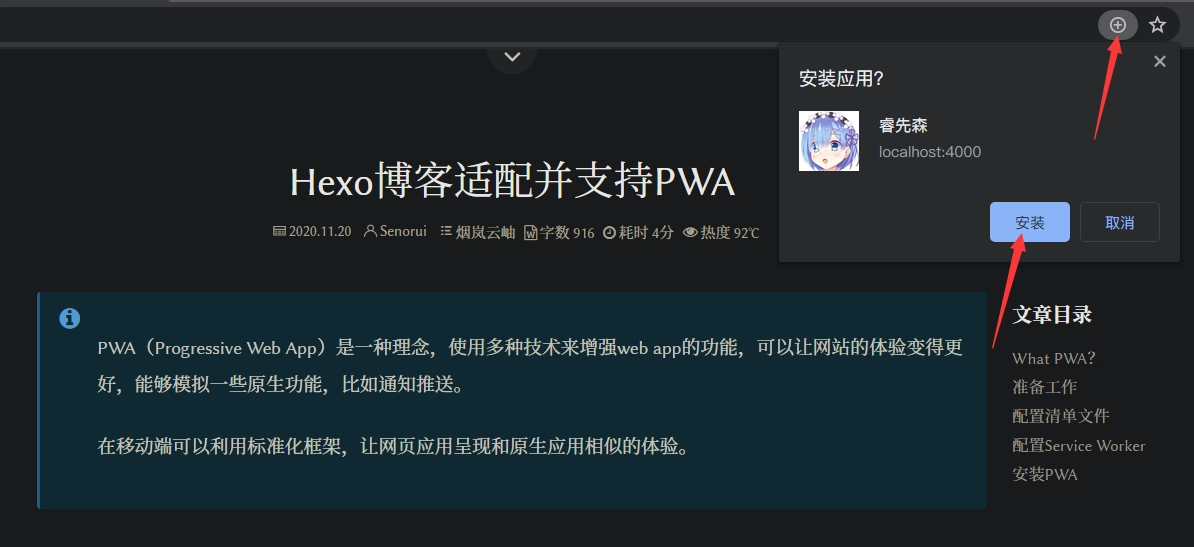 安装应用?
睿先森
localhost:4000
安装 取消
Hexo博客适配并支持PWA
2020.11.20 Senorui 烟岚云岫 字数 916 耗时 4分 热度 92℃
PWA（Progressive Web App）是一种理念，使用多种技术来增强web app的功能，可以让网站的体验变得更
好，能够模拟一些原生功能，比如通知推送。
在移动端可以利用标准化框架，让网页应用呈现和原生应用相似的体验。
文章目录
What PWA?
准备工作
配置清单文件
配置Service Worker
安装PWA